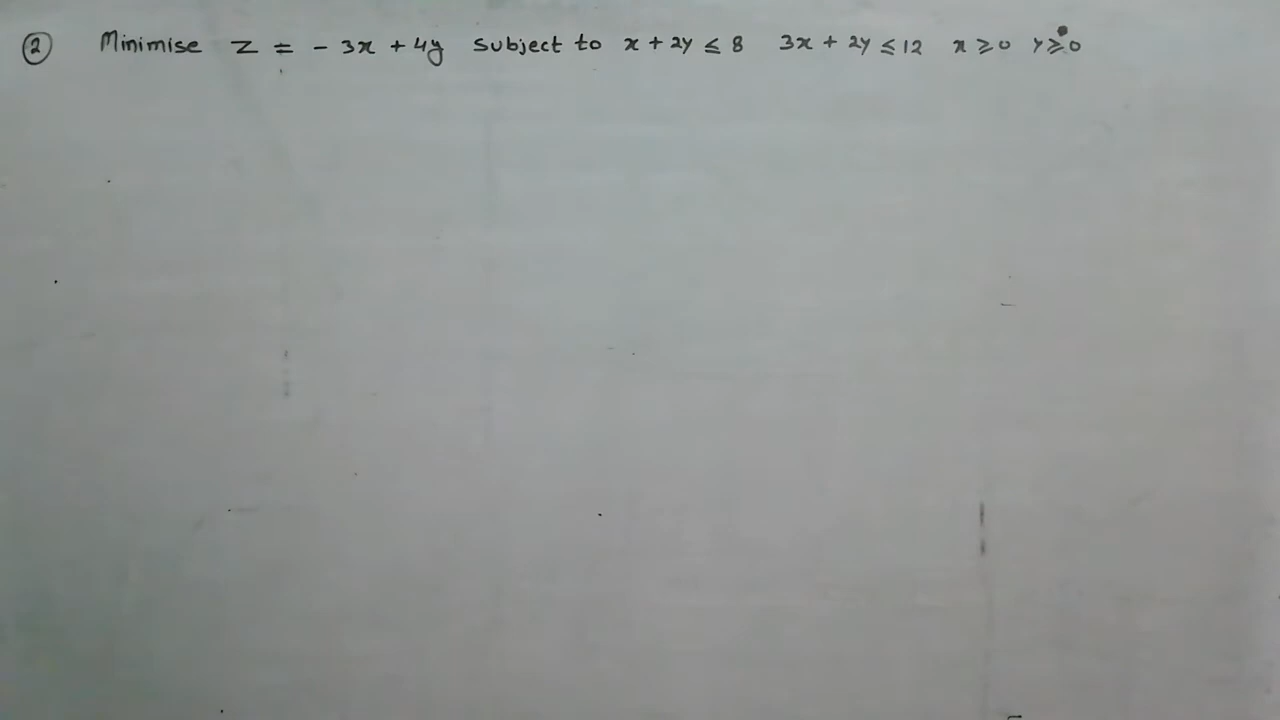 ② Minimise Z = - 3x + 4y subject to x + 2y ≤ 8 3x + 2y ≤ 12 x ≥ 0 y ≥ 0